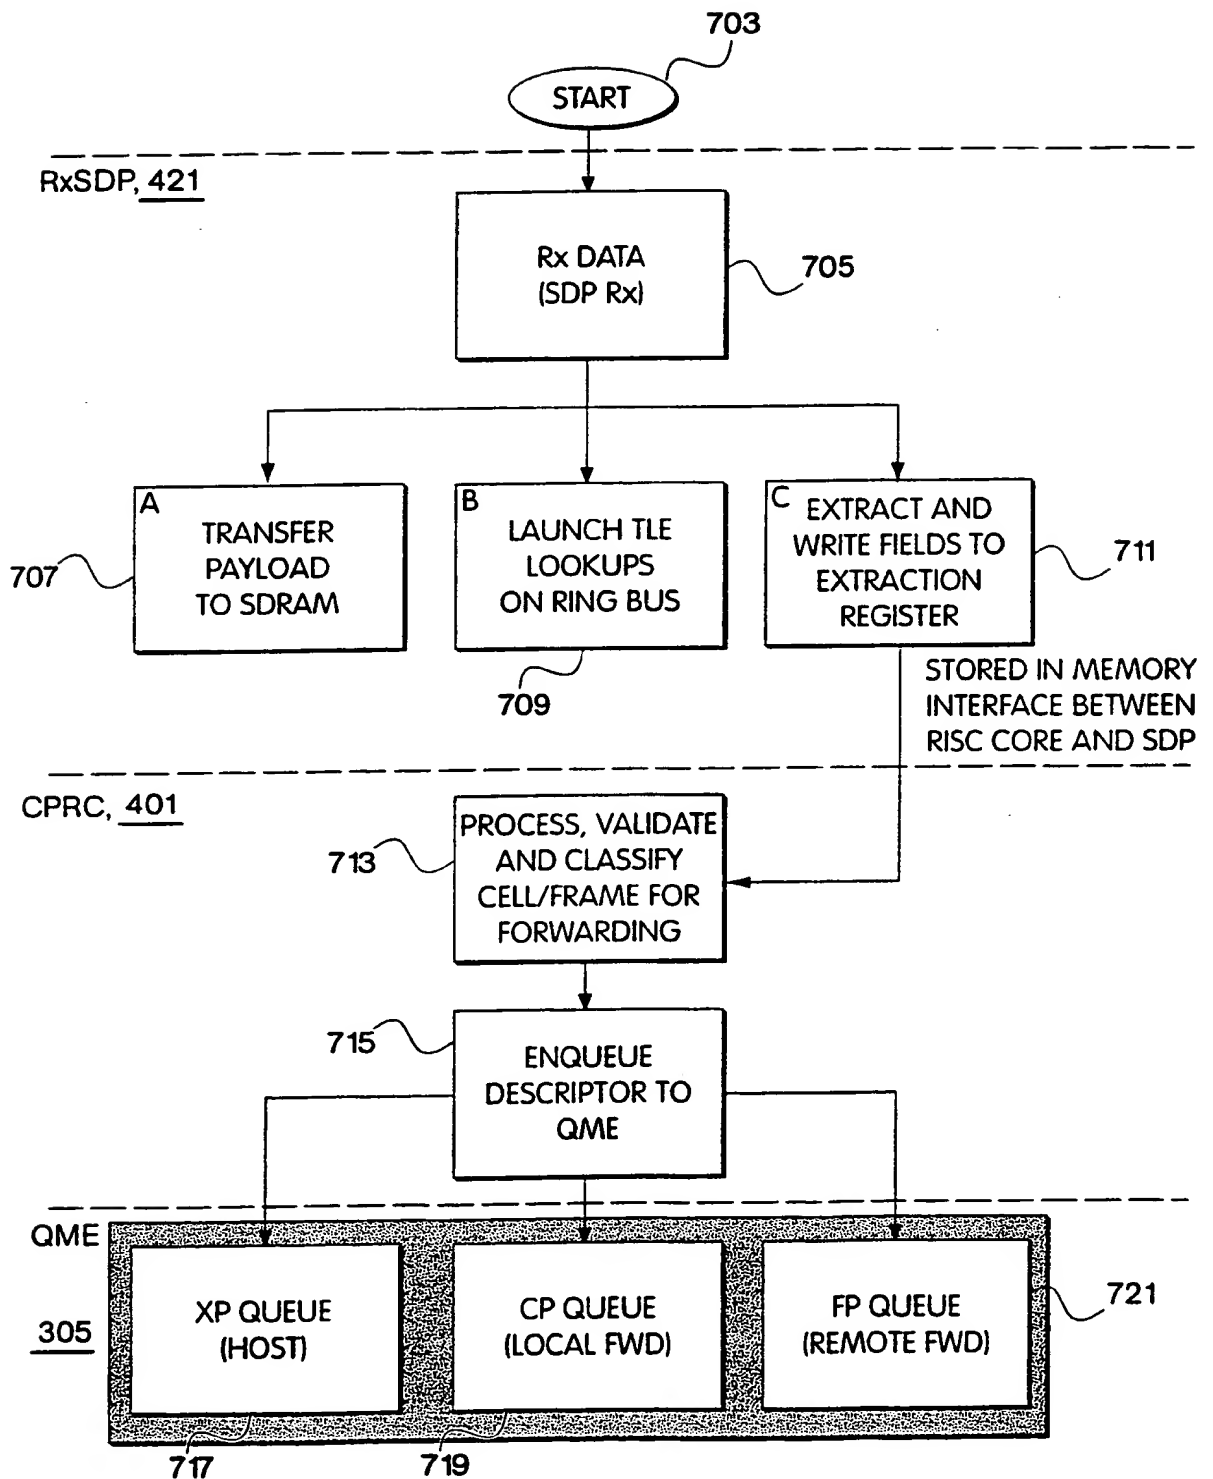 703
START
RxSDP, 421
Rx DATA
(SDP Rx)
705
A
TRANSFER
PAYLOAD
TO SDRAM
707
B
LAUNCH TLE
LOOKUPS
ON RING BUS
709
C
EXTRACT AND
WRITE FIELDS TO
EXTRACTION
REGISTER
711
STORED IN MEMORY
INTERFACE BETWEEN
RISC CORE AND SDP
CPRC, 401
PROCESS, VALIDATE
AND CLASSIFY
CELL/FRAME FOR
FORWARDING
713
715
ENQUEUE
DESCRIPTOR TO
QME
QME
305
XP QUEUE
(HOST)
CP QUEUE
(LOCAL FWD)
FP QUEUE
(REMOTE FWD)
721
717
719